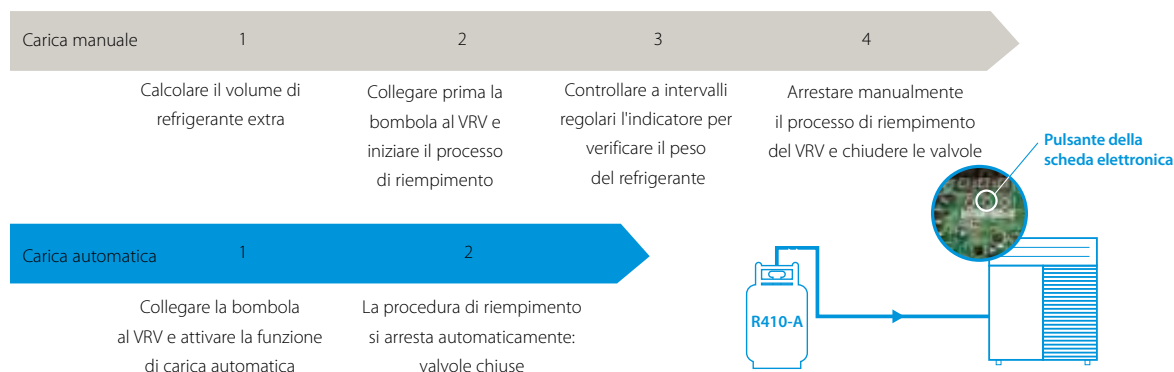 Carica manuale 1 2 3 4
Calcolare il volume di
refrigerante extra
Collegare prima la
bombola al VRV e
iniziare il processo
di riempimento
Controllare a intervalli
regolari l'indicatore per
verificare il peso
del refrigerante
Arrestare manualmente
il processo di riempimento
del VRV e chiudere le valvole
Pulsante della
scheda elettronica
Carica automatica 1 2
Collegare la bombola
al VRV e attivare la funzione
di carica automatica
La procedura di riempimento
si arresta automaticamente:
valvole chiuse
R410-A